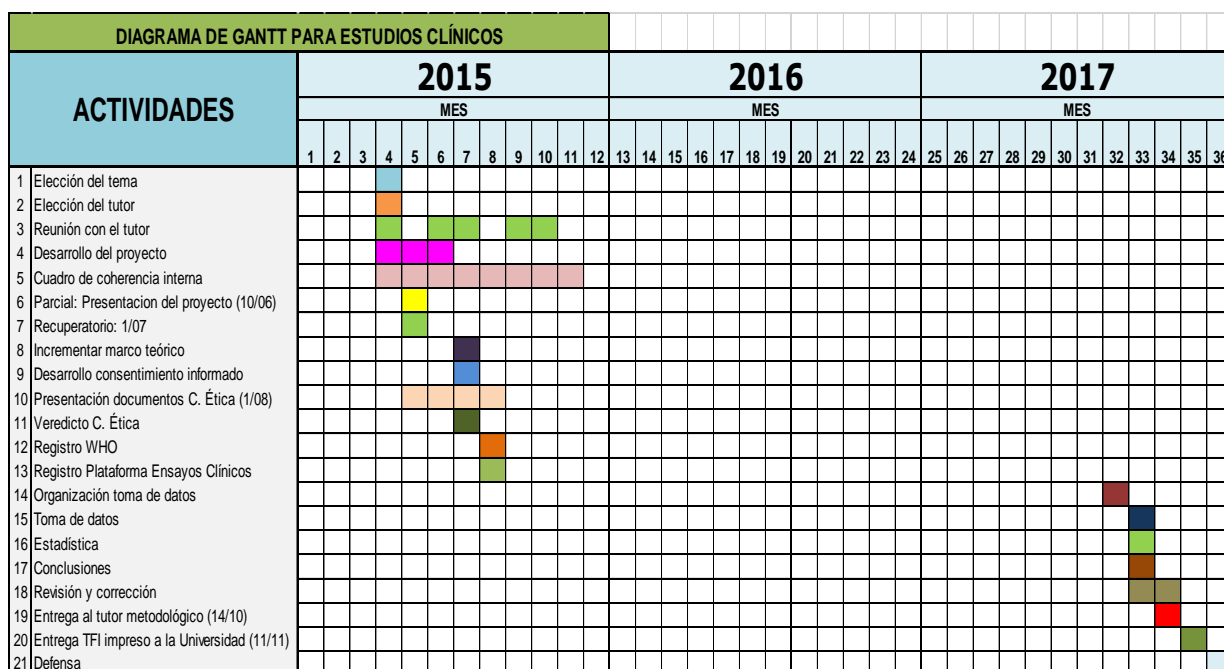 DIAGRAMA DE GANTT PARA ESTUDIOS CLÍNICOS
ACTIVIDADES
2015 2016 2017
MES MES MES
1 2 3 4 5 6 7 8 9 10 11 12 13 14 15 16 17 18 19 20 21 22 23 24 25 26 27 28 29 30 31 32 33 34 35 36
1 Elección del tema
2 Elección del tutor
3 Reunión con el tutor
4 Desarrollo del proyecto
5 Cuadro de coherencia interna
6 Parcial: Presentacion del proyecto (10/06)
7 Recuperatorio: 1/07
8 Incrementar marco teórico
9 Desarrollo consentimiento informado
10 Presentación documentos C. Ética (1/08)
11 Veredicto C. Ética
12 Registro WHO
13 Registro Plataforma Ensayos Clínicos
14 Organización toma de datos
15 Toma de datos
16 Estadística
17 Conclusiones
18 Revisión y corrección
19 Entrega al tutor metodológico (14/10)
20 Entrega TFI impreso a la Universidad (11/11)
21 Defensa